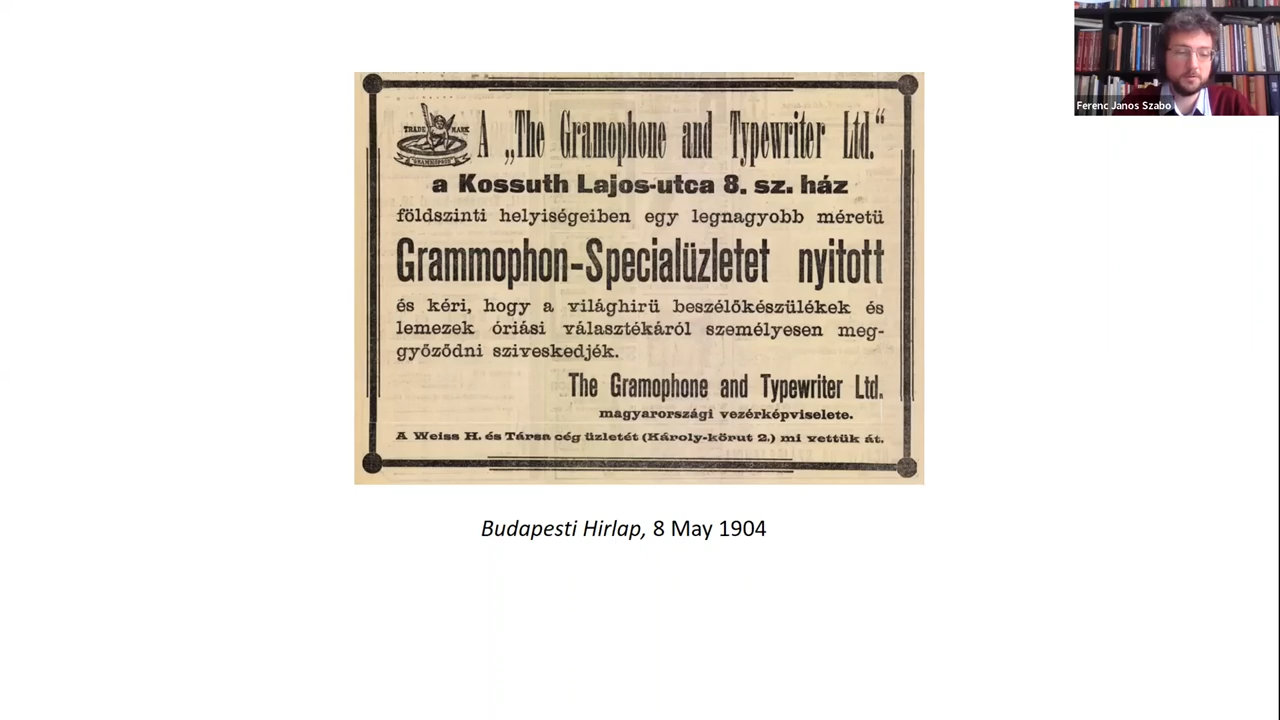 Ferenc Janos Szabo
TRADE MARK
"GRAMMOPHON"
A „The Gramophone and Typewriter Ltd.“
a Kossuth Lajos-utca 8. sz. ház
földszinti helyiségeiben egy legnagyobb méretü
Grammophon-Specialüzletet nyitott
és kéri, hogy a világhirü beszélőkészülékek és
lemezek óriási választékáról személyesen meg-
győződni sziveskedjék.
The Gramophone and Typewriter Ltd.
magyarországi vezérképviselete.
A Weiss H. és Társa cég üzletét (Károly-körut 2.) mi vettük át.
Budapesti Hirlap, 8 May 1904